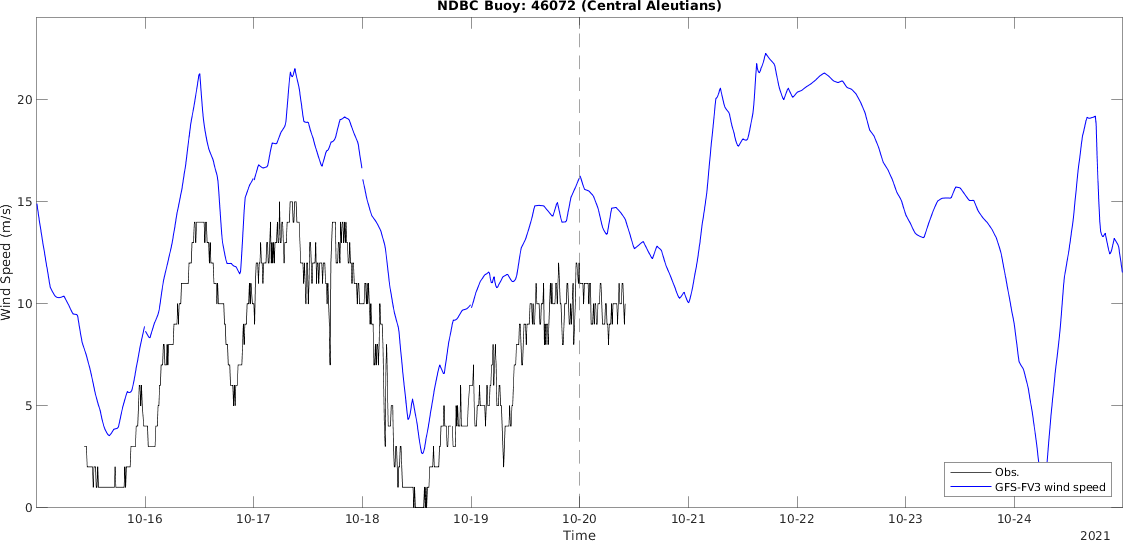 NDBC Buoy: 46072 (Central Aleutians)
Wind Speed (m/s)
20
15
10
5
0
10-16 10-17 10-18 10-19 10-20 10-21 10-22 10-23 10-24
Time
2021
Obs.
GFS-FV3 wind speed